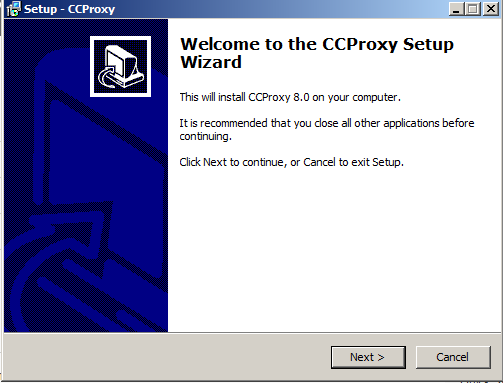 Setup - CCProxy
Welcome to the CCProxy Setup
Wizard
This will install CCProxy 8.0 on your computer.
It is recommended that you close all other applications before
continuing.
Click Next to continue, or Cancel to exit Setup.
Next >
Cancel